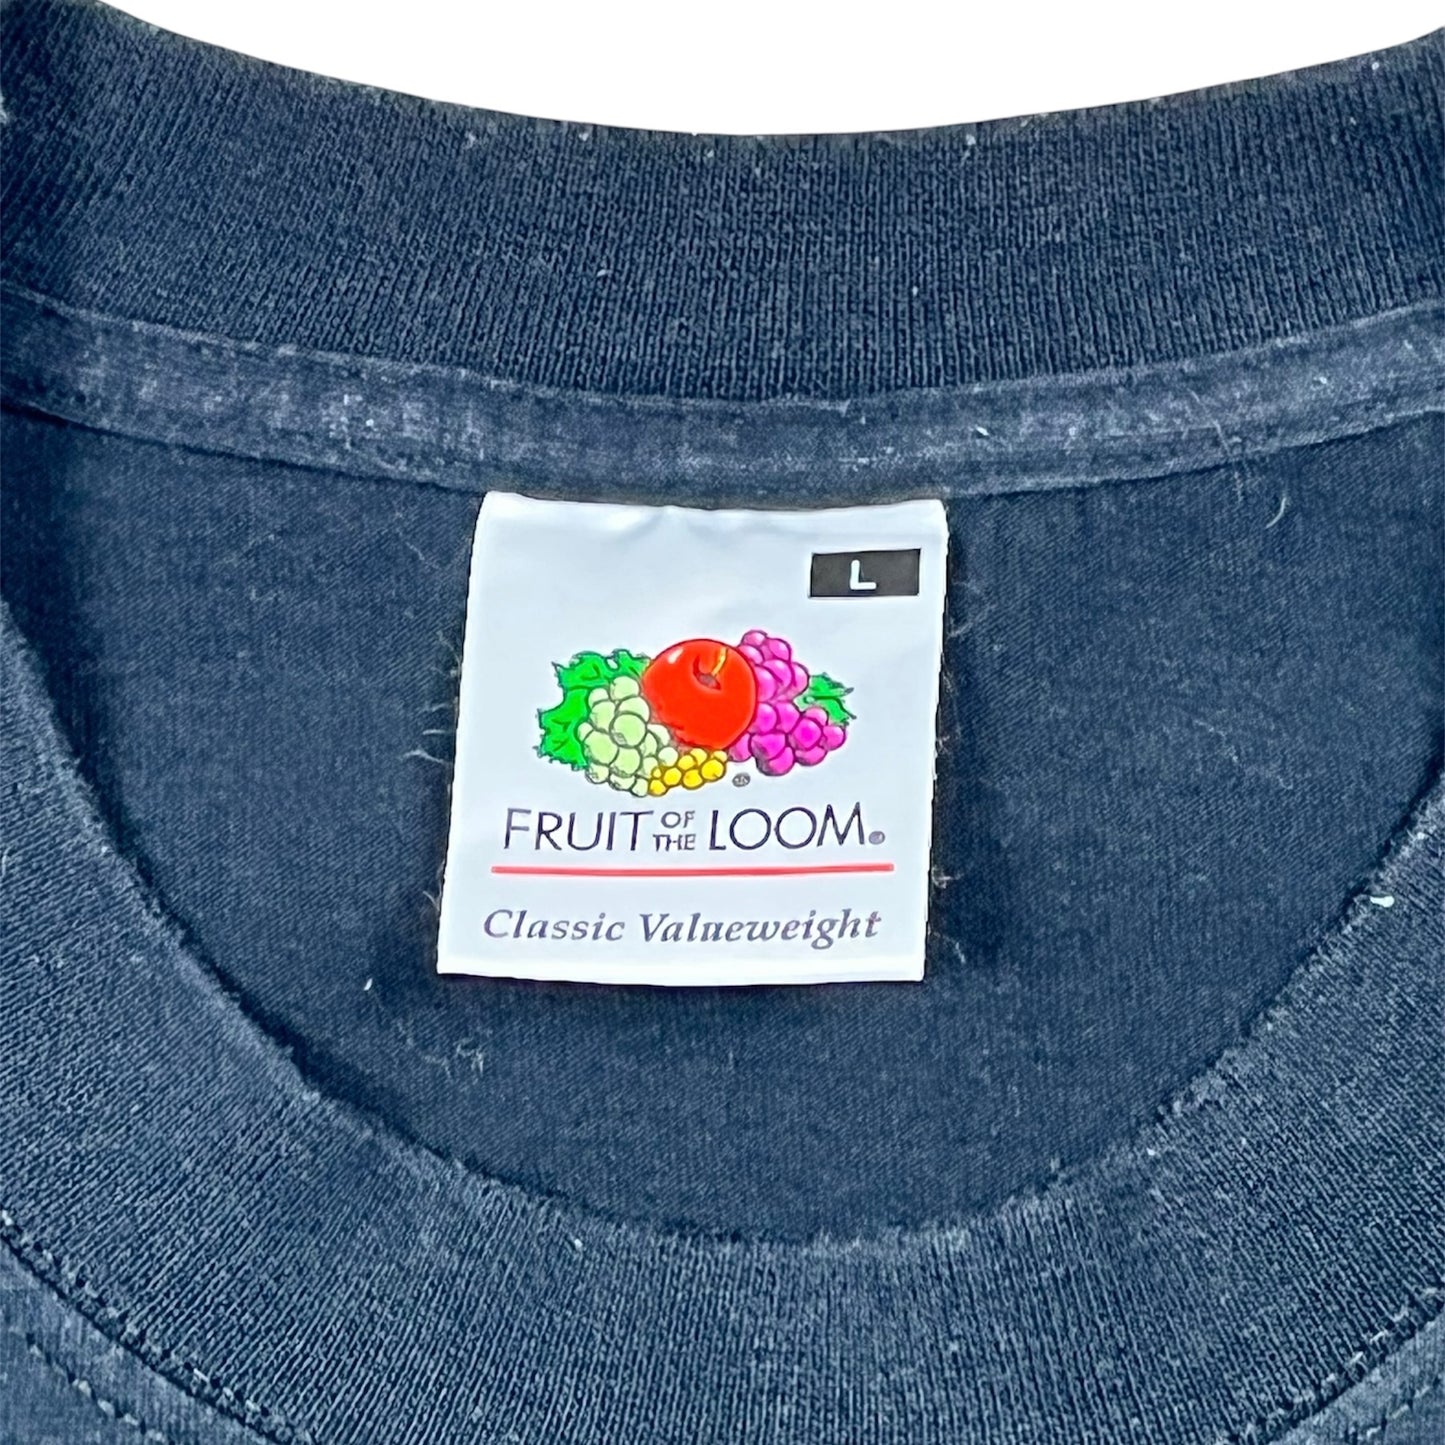 L
FRUIT OF THE LOOM®
Classic Valueweight